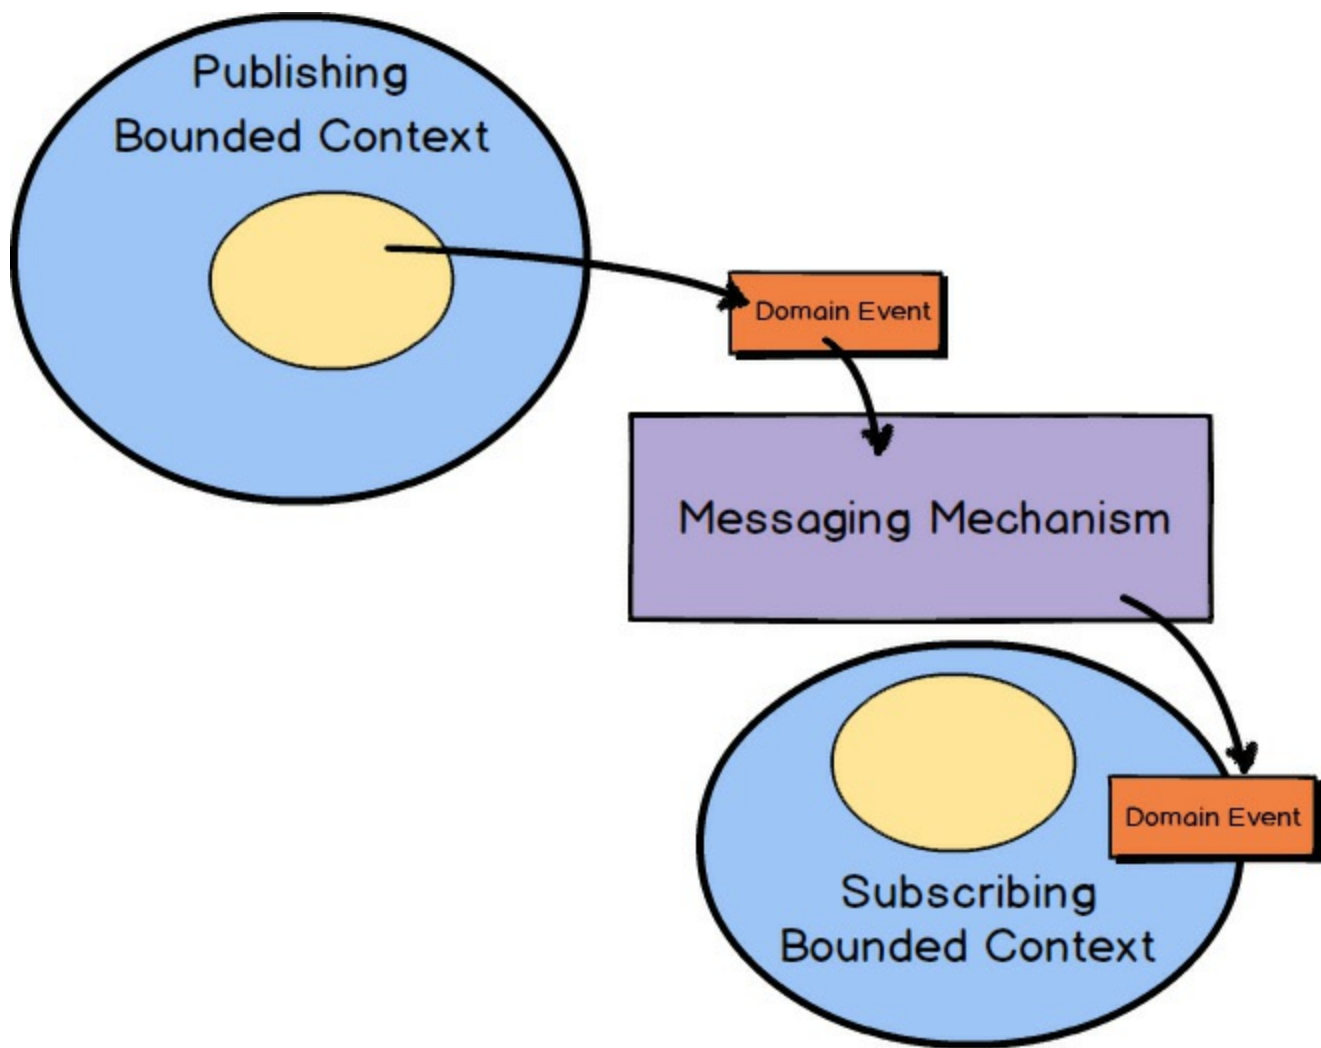 Publishing
Bounded Context
Domain Event
Messaging Mechanism
Domain Event
Subscribing
Bounded Context